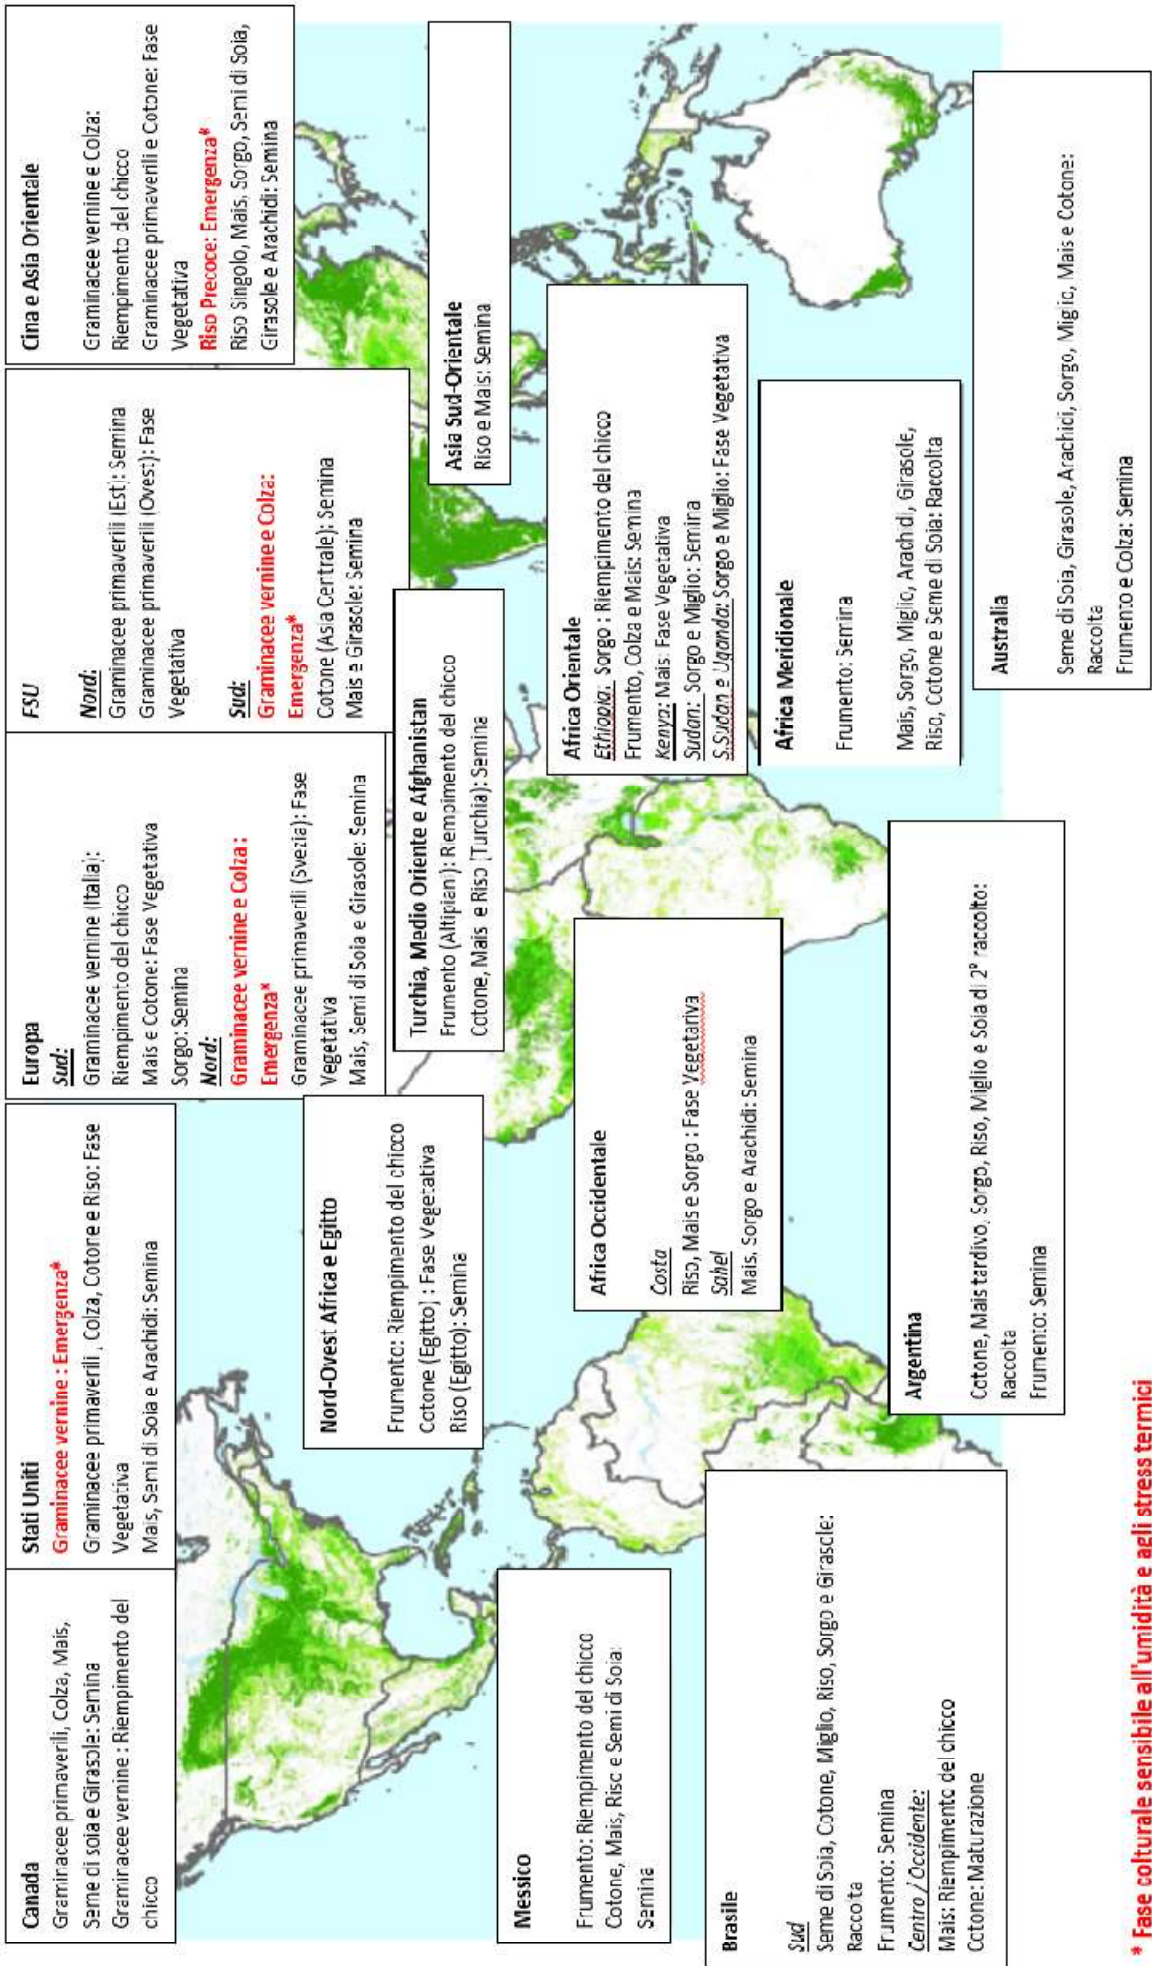 Canada
Graminacee primaverili, Colza, Mais,
Seme di soia e Girasole: Semina
Graminacee vernine : Riempimento del
chicco
Stati Uniti
Graminacee vernine : Emergenza*
Graminacee primaverili , Colza, Cotone e Riso: Fase
Vegetativa
Mais, Semi di Soia e Arachidi: Semina
Europa
Sud:
Graminacee vernine (Italia):
Riempimento del chicco
Mais e Cotone: Fase Vegetativa
Sorgo: Semina
Nord:
Graminacee vernine e Colza :
Emergenza*
Graminacee primaverili (Svezia): Fase
Vegetativa
Mais, Semi di Soia e Girasole: Semina
FSU
Nord:
Graminacee primaverili (Est): Semina
Graminacee primaverili (Ovest): Fase
Vegetativa
Sud:
Graminacee vernine e Colza:
Emergenza*
Cotone (Asia Centrale): Semina
Mais e Girasole: Semina
Cina e Asia Orientale
Graminacee vernine e Colza:
Riempimento del chicco
Graminacee primaverili e Cotone: Fase
Vegetativa
Riso Precoce: Emergenza*
Riso Singolo, Mais, Sorgo, Semi di Soia,
Girasole e Arachidi: Semina
Nord-Ovest Africa e Egitto
Frumento: Riempimento del chicco
Cotone (Egitto) : Fase Vegetativa
Riso (Egitto): Semina
Turchia, Medio Oriente e Afghanistan
Frumento (Altipiani): Riempimento del chicco
Cotone, Mais e Riso (Turchia): Semina
Asia Sud-Orientale
Riso e Mais: Semina
Messico
Frumento: Riempimento del chicco
Cotone, Mais, Riso e Semi di Soia:
Semina
Africa Occidentale
Costa
Riso, Mais e Sorgo : Fase Vegetariva
Sahel
Mais, Sorgo e Arachidi: Semina
Africa Orientale
Ethiopia: Sorgo : Riempimento del chicco
Frumento, Colza e Mais: Semina
Kenya: Mais: Fase Vegetativa
Sudan: Sorgo e Miglio: Semina
S.Sudan e Uganda: Sorgo e Miglio: Fase Vegetativa
Brasile
Sud
Seme di Soia, Cotone, Miglio, Riso, Sorgo e Girasole:
Raccolta
Frumento: Semina
Centro / Occidente:
Mais: Riempimento del chicco
Cotone: Maturazione
Argentina
Cotone, Mais tardivo, Sorgo, Riso, Miglio e Soia di 2° raccolto:
Raccolta
Frumento: Semina
Africa Meridionale
Frumento: Semina
Mais, Sorgo, Miglio, Arachidi, Girasole,
Riso, Cotone e Seme di Soia: Raccolta
Australia
Seme di Soia, Girasole, Arachidi, Sorgo, Miglio, Mais e Cotone:
Raccolta
Frumento e Colza: Semina
* Fase colturale sensibile all'umidità e agli stress termici